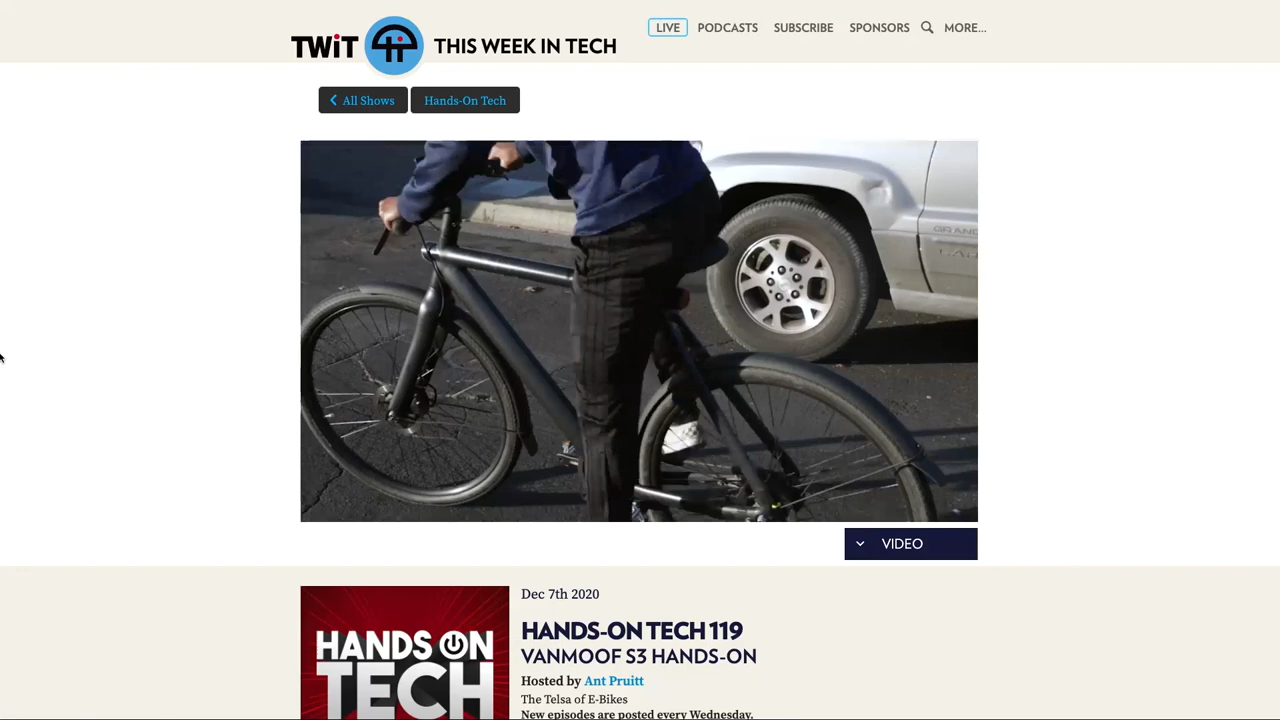 TWiT
THIS WEEK IN TECH
LIVE
PODCASTS
SUBSCRIBE
SPONSORS
MORE...
All Shows
Hands-On Tech
GRAND
VIDEO
HANDS ON
TECH
Dec 7th 2020
HANDS-ON TECH 119
VANMOOF S3 HANDS-ON
Hosted by Ant Pruitt
The Telsa of E-Bikes
New episodes are posted every Wednesday.